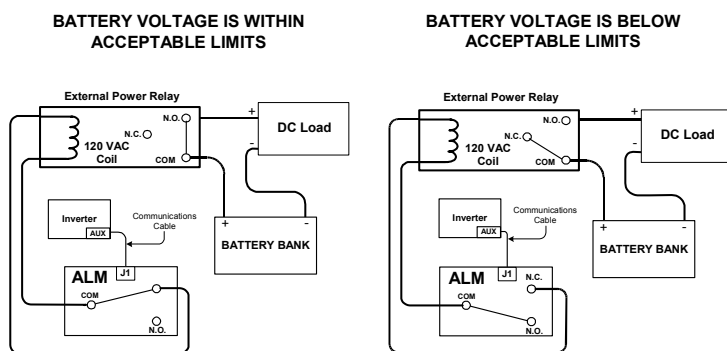 BATTERY VOLTAGE IS WITHIN
ACCEPTABLE LIMITS
External Power Relay
N.O.
N.C.
120 VAC
Coil
COM
+
-
DC Load
Inverter
AUX
Communications
Cable
+
-
BATTERY BANK
ALM
J1
COM
N.O.
BATTERY VOLTAGE IS BELOW
ACCEPTABLE LIMITS
External Power Relay
N.O.
N.C.
120 VAC
Coil
COM
+
-
DC Load
Inverter
AUX
Communications
Cable
+
-
BATTERY BANK
ALM
J1
N.C.
COM
N.O.